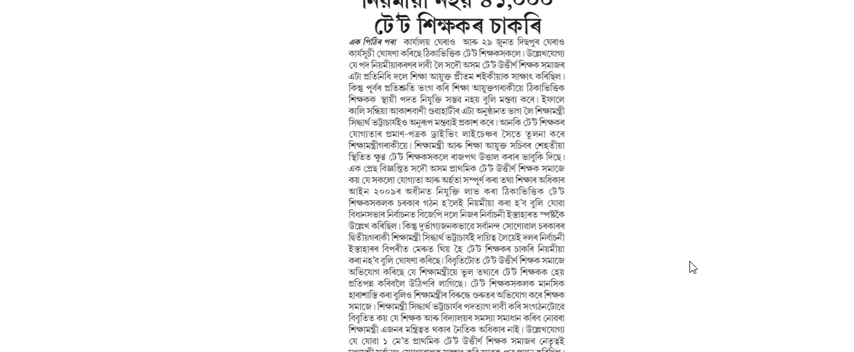 নিয়মীয়া নহয় ৪১,০০০
টে'ট শিক্ষকৰ চাকৰি
এক পিঠিৰ পৰা কাৰ্যালয় ঘেৰাও আৰু ২৯ জুনত দিছপুৰ ঘেৰাও
কাৰ্যসূচী ঘোষণা কৰিছে ঠিকাভিত্তিক টে'ট শিক্ষকসকলে। উল্লেখযোগ্য
যে পদ নিয়মীয়াকৰণৰ দাবী লৈ সদৌ অসম টে'ট উত্তীৰ্ণ শিক্ষক সমাজৰ
এটা প্ৰতিনিধি দলে শিক্ষা আয়ুক্ত প্ৰীতম শইকীয়াক সাক্ষাৎ কৰিছিল।
কিন্তু পূৰ্বৰ প্ৰতিশ্ৰুতি ভংগ কৰি শিক্ষা আয়ুক্তগৰাকীয়ে ঠিকাভিত্তিক
শিক্ষকক স্থায়ী পদত নিযুক্তি সম্ভৱ নহয় বুলি মন্তব্য কৰে। ইফালে
কালি সন্ধিয়া আকাশবাণী গুৱাহাটীৰ এটা অনুষ্ঠানত ভাগ লৈ শিক্ষামন্ত্ৰী
সিদ্ধাৰ্থ ভট্টাচাৰ্যইও অনুৰূপ মন্তব্যই প্ৰকাশ কৰে। আনকি টে'ট শিক্ষকৰ
যোগ্যতাৰ প্ৰমাণ-পত্ৰক ড্ৰাইভিং লাইচেঞ্চৰ সৈতে তুলনা কৰে
শিক্ষামন্ত্ৰীগৰাকীয়ে। শিক্ষামন্ত্ৰী আৰু শিক্ষা আয়ুক্ত সচিবৰ শেহতীয়া
স্থিতিত ক্ষুব্ধ টে'ট শিক্ষকসকলে ৰাজপথ উত্তাল কৰাৰ ভাবুকি দিছে।
এক প্ৰেছ বিজ্ঞপ্তিত সদৌ অসম প্ৰাথমিক টে'ট উত্তীৰ্ণ শিক্ষক সমাজে
কয় যে সকলো যোগ্যতা আৰু অৰ্হতা সম্পূৰ্ণ কৰা তথা শিক্ষাৰ অধিকাৰ
আইন ২০০৯ৰ অধীনত নিযুক্তি লাভ কৰা ঠিকাভিত্তিক টে'ট
শিক্ষকসকলক চৰকাৰ গঠন হ'লেই নিয়মীয়া কৰা হ'ব বুলি যোৱা
বিধানসভাৰ নিৰ্বাচনত বিজেপি দলে নিজৰ নিৰ্বাচনী ইস্তাহাৰত স্পষ্টকৈ
উল্লেখ কৰিছিল। কিন্তু দুৰ্ভাগ্যজনকভাৱে সৰ্বানন্দ সোণোৱাল চৰকাৰৰ
দ্বিতীয়গৰাকী শিক্ষামন্ত্ৰী সিদ্ধাৰ্থ ভট্টাচাৰ্যই দায়িত্ব লৈয়েই দলৰ নিৰ্বাচনী
ইস্তাহাৰৰ বিপৰীত মেৰুত থিয় হৈ টে'ট শিক্ষকৰ চাকৰি নিয়মীয়া
কৰা নহ'ব বুলি ঘোষণা কৰিছে। বিবৃতিটোত টে'ট উত্তীৰ্ণ শিক্ষক সমাজে
অভিযোগ কৰিছে যে শিক্ষামন্ত্ৰীয়ে ভুল তথ্যৰে টে'ট শিক্ষকক হেয়
প্ৰতিপন্ন কৰিবলৈ উঠিপৰি লাগিছে। টে'ট শিক্ষকসকলক মানসিক
হাৰাশাস্তি কৰা বুলিও শিক্ষামন্ত্ৰীৰ বিৰুদ্ধে গুৰুতৰ অভিযোগ কৰে শিক্ষক
সমাজে। শিক্ষামন্ত্ৰী সিদ্ধাৰ্থ ভট্টাচাৰ্যৰ পদত্যাগ দাবী কৰি সংগঠনটোৱে
বিবৃতিত কয় যে শিক্ষক আৰু বিদ্যালয়ৰ সমস্যা সমাধান কৰিব নোৱৰা
শিক্ষামন্ত্ৰী এজনৰ মন্ত্ৰিত্বত থকাৰ নৈতিক অধিকাৰ নাই। উল্লেখযোগ্য
যে যোৱা ১ মে'ত প্ৰাথমিক টে'ট উত্তীৰ্ণ শিক্ষক সমাজৰ নেতৃত্বই